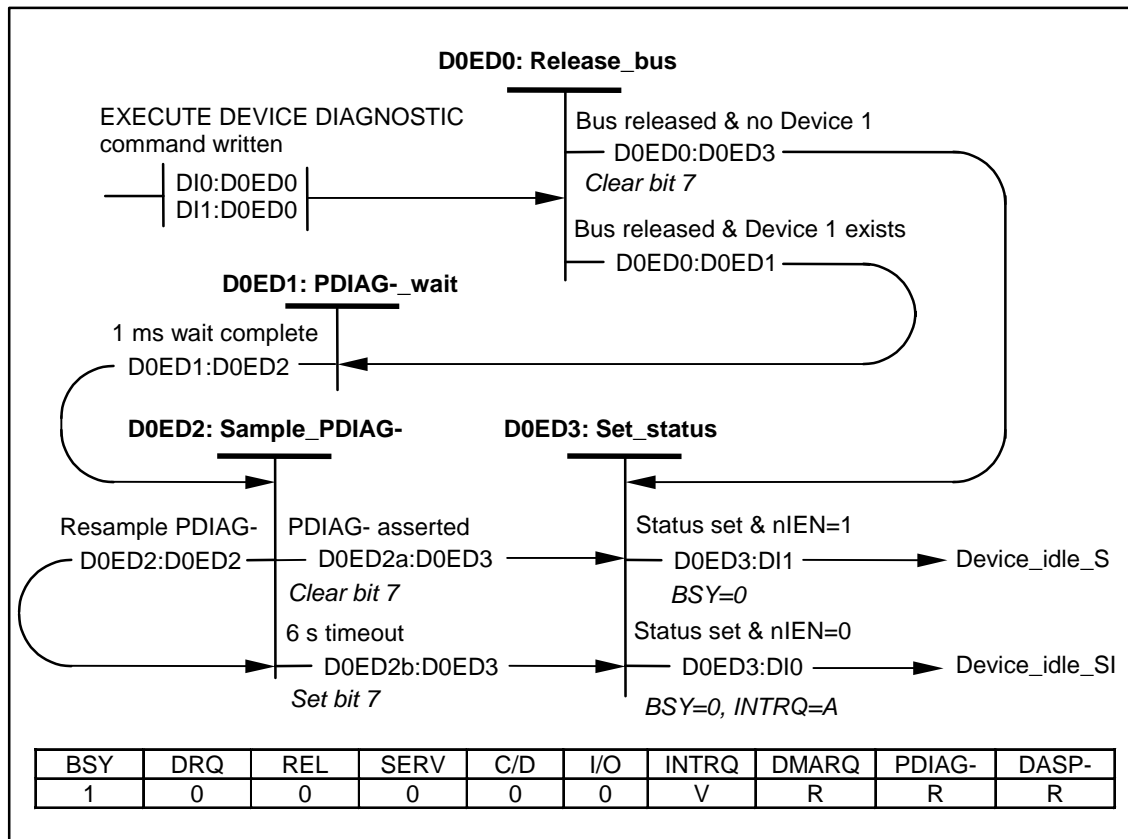 D0ED0: Release_bus
EXECUTE DEVICE DIAGNOSTIC
command written
DI0:D0ED0
DI1:D0ED0
Bus released & no Device 1
D0ED0:D0ED3
Clear bit 7
Bus released & Device 1 exists
D0ED0:D0ED1
D0ED1: PDIAG-_wait
1 ms wait complete
D0ED1:D0ED2
D0ED2: Sample_PDIAG-
D0ED3: Set_status
Resample PDIAG-
D0ED2:D0ED2
PDIAG- asserted
D0ED2a:D0ED3
Clear bit 7
6 s timeout
D0ED2b:D0ED3
Set bit 7
Status set & nIEN=1
D0ED3:DI1
BSY=0
Device_idle_S
Status set & nIEN=0
D0ED3:DI0
BSY=0, INTRQ=A
Device_idle_SI
BSY DRQ REL SERV C/D I/O INTRQ DMARQ PDIAG- DASP-
1 0 0 0 0 0 V R R R